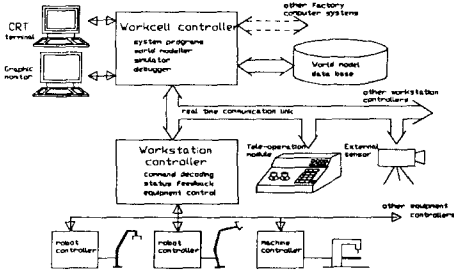 CRT
terminal
Graphic
monitor
Workcell controller
system programs
world modeller
simulator
debugger
other factory
computer systems
World model
data base
other workstation
controllers
real time communication link
Workstation
controller
command decoding
status feedback
equipment control
Tele-operation
module
External
sensor
other equipment
controllers
robot
controller
robot
controller
machine
controller